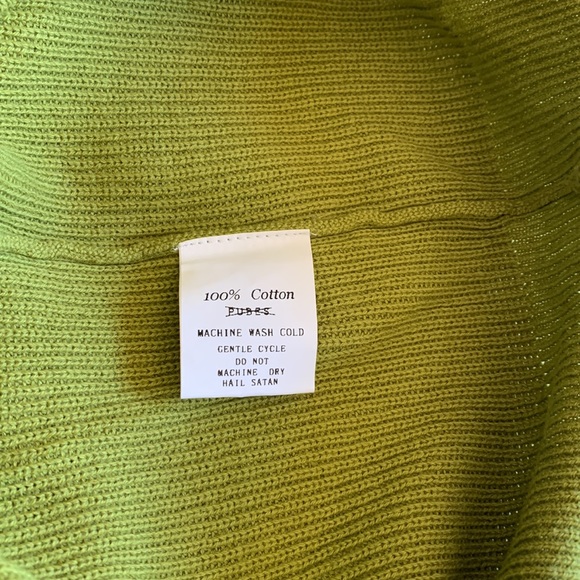 100% Cotton
PUBES
MACHINE WASH COLD
GENTLE CYCLE
DO NOT
MACHINE DRY
HAIL SATAN